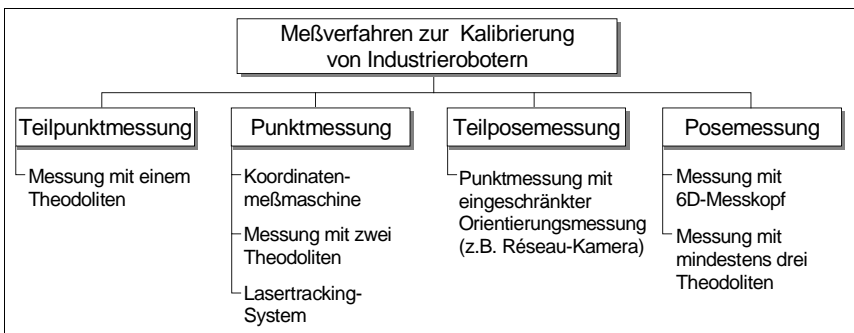 Meßverfahren zur Kalibrierung
von Industrierobotern
Teilpunktmessung
Messung mit einem
Theodoliten
Punktmessung
Koordinaten-
meßmaschine
Messung mit zwei
Theodoliten
Lasertracking-
System
Teilposemessung
Punktmessung mit
eingeschränkter
Orientierungsmessung
(z.B. Réseau-Kamera)
Posemessung
Messung mit
6D-Messkopf
Messung mit
mindestens drei
Theodoliten